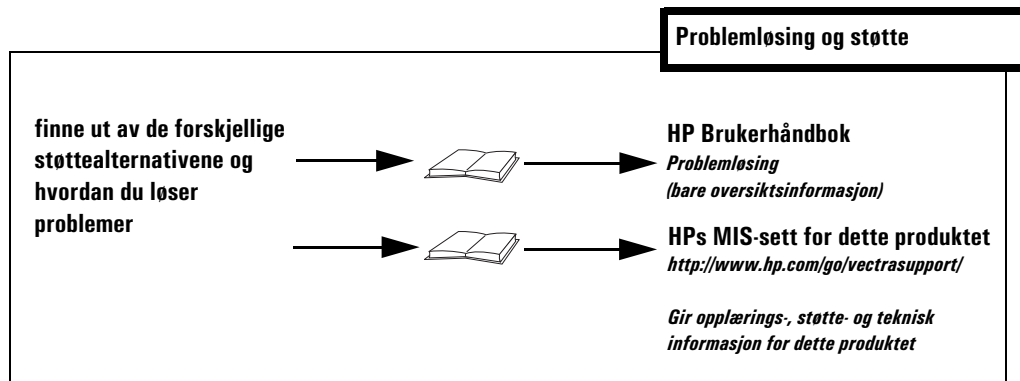 Problemløsing og støtte
finne ut av de forskjellige
støttealternativene og
hvordan du løser
problemer
HP Brukerhåndbok
Problemløsing
(bare oversiktsinformasjon)
HPs MIS-sett for dette produktet
http://www.hp.com/go/vectrasupport/
Gir opplærings-, støtte- og teknisk
informasjon for dette produktet